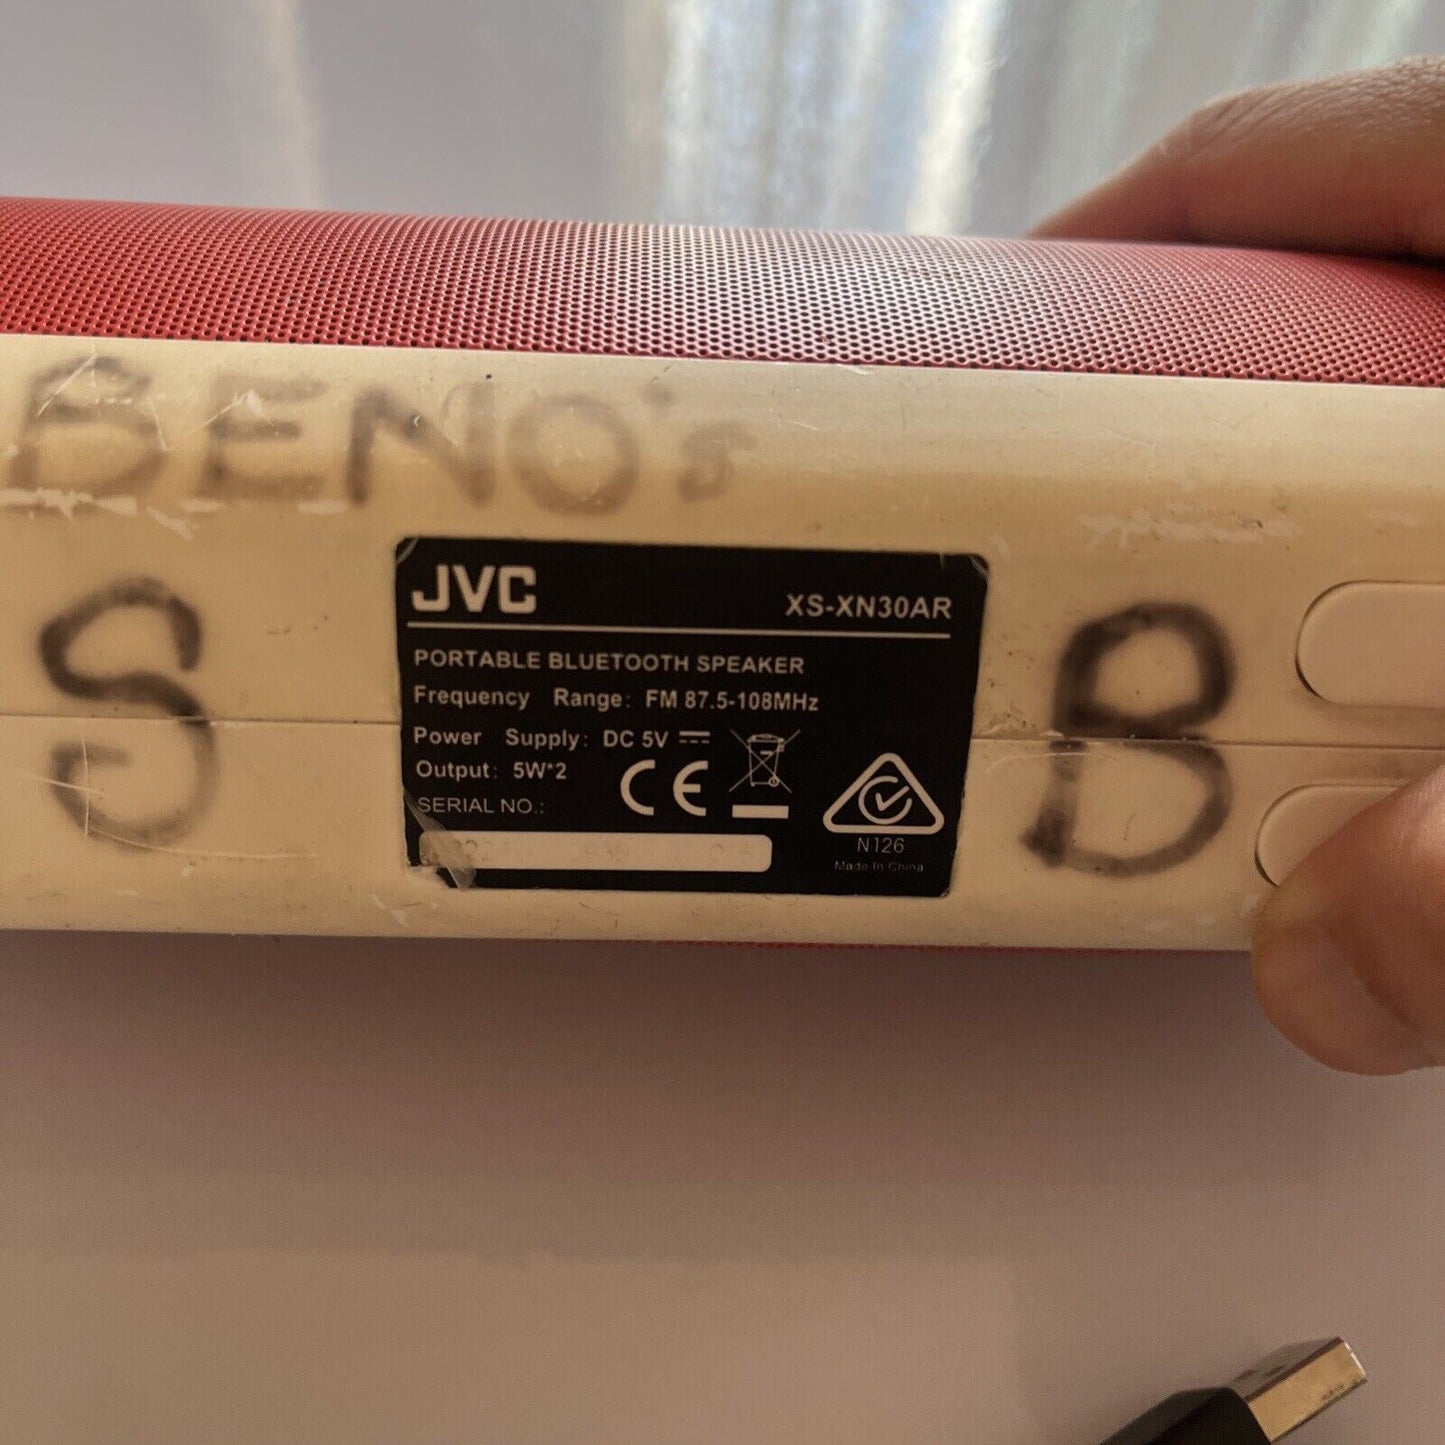 BENO's
S
B
JVC
XS-XN30AR
PORTABLE BLUETOOTH SPEAKER
Frequency Range: FM 87.5-108MHz
Power Supply: DC 5V
Output: 5W*2
CE
SERIAL NO.:
N126
Made In China